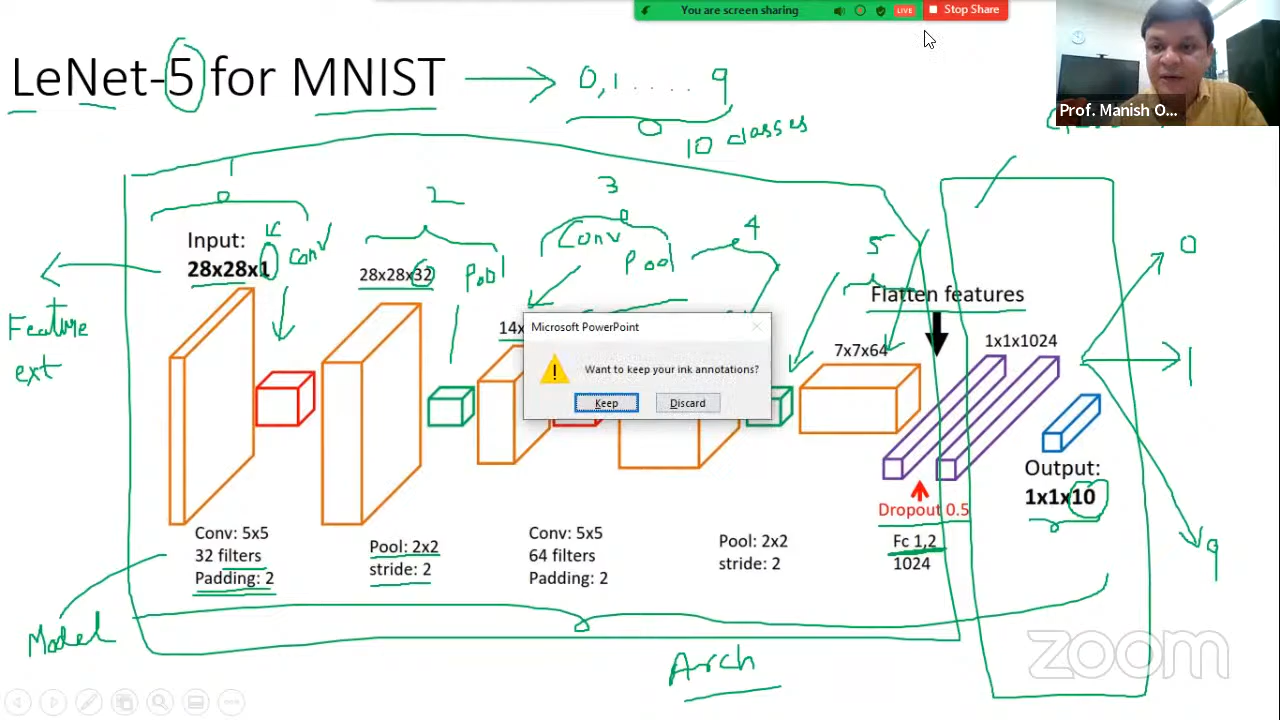 You are screen sharing
LIVE
Stop Share
LeNet-5 for MNIST
0,1 .... 9
10 classes
Prof. Manish O...
1
2
3
4
5
Input:
28x28x1
Conv
28x28x32
Pool
Conv
Pool
Flatten features
0
Feature
ext
14x
7x7x64
1x1x1024
1
Microsoft PowerPoint
Want to keep your ink annotations?
Keep
Discard
Output:
1x1x10
Dropout 0.5
Conv: 5x5
32 filters
Padding: 2
Pool: 2x2
stride: 2
Conv: 5x5
64 filters
Padding: 2
Pool: 2x2
stride: 2
Fc 1,2
1024
9
Model
Arch
zoom